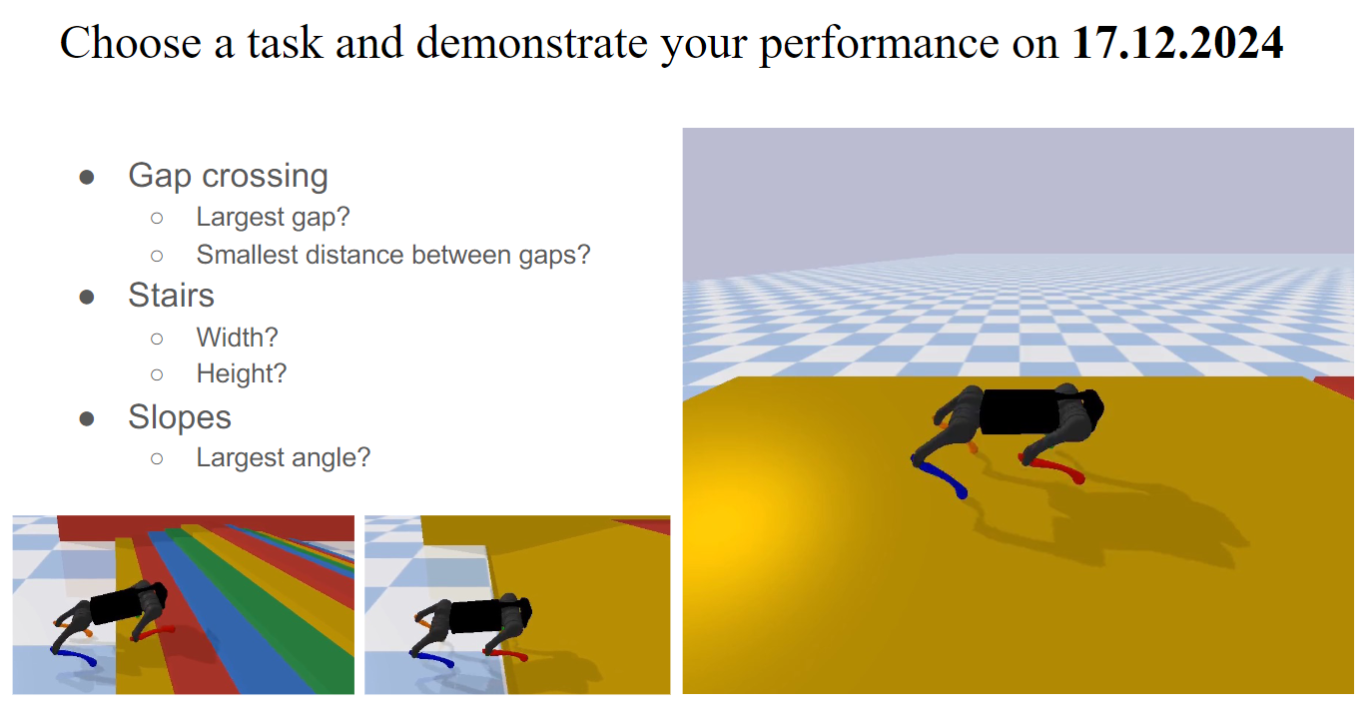 Choose a task and demonstrate your performance on 17.12.2024
● Gap crossing
○ Largest gap?
○ Smallest distance between gaps?
● Stairs
○ Width?
○ Height?
● Slopes
○ Largest angle?